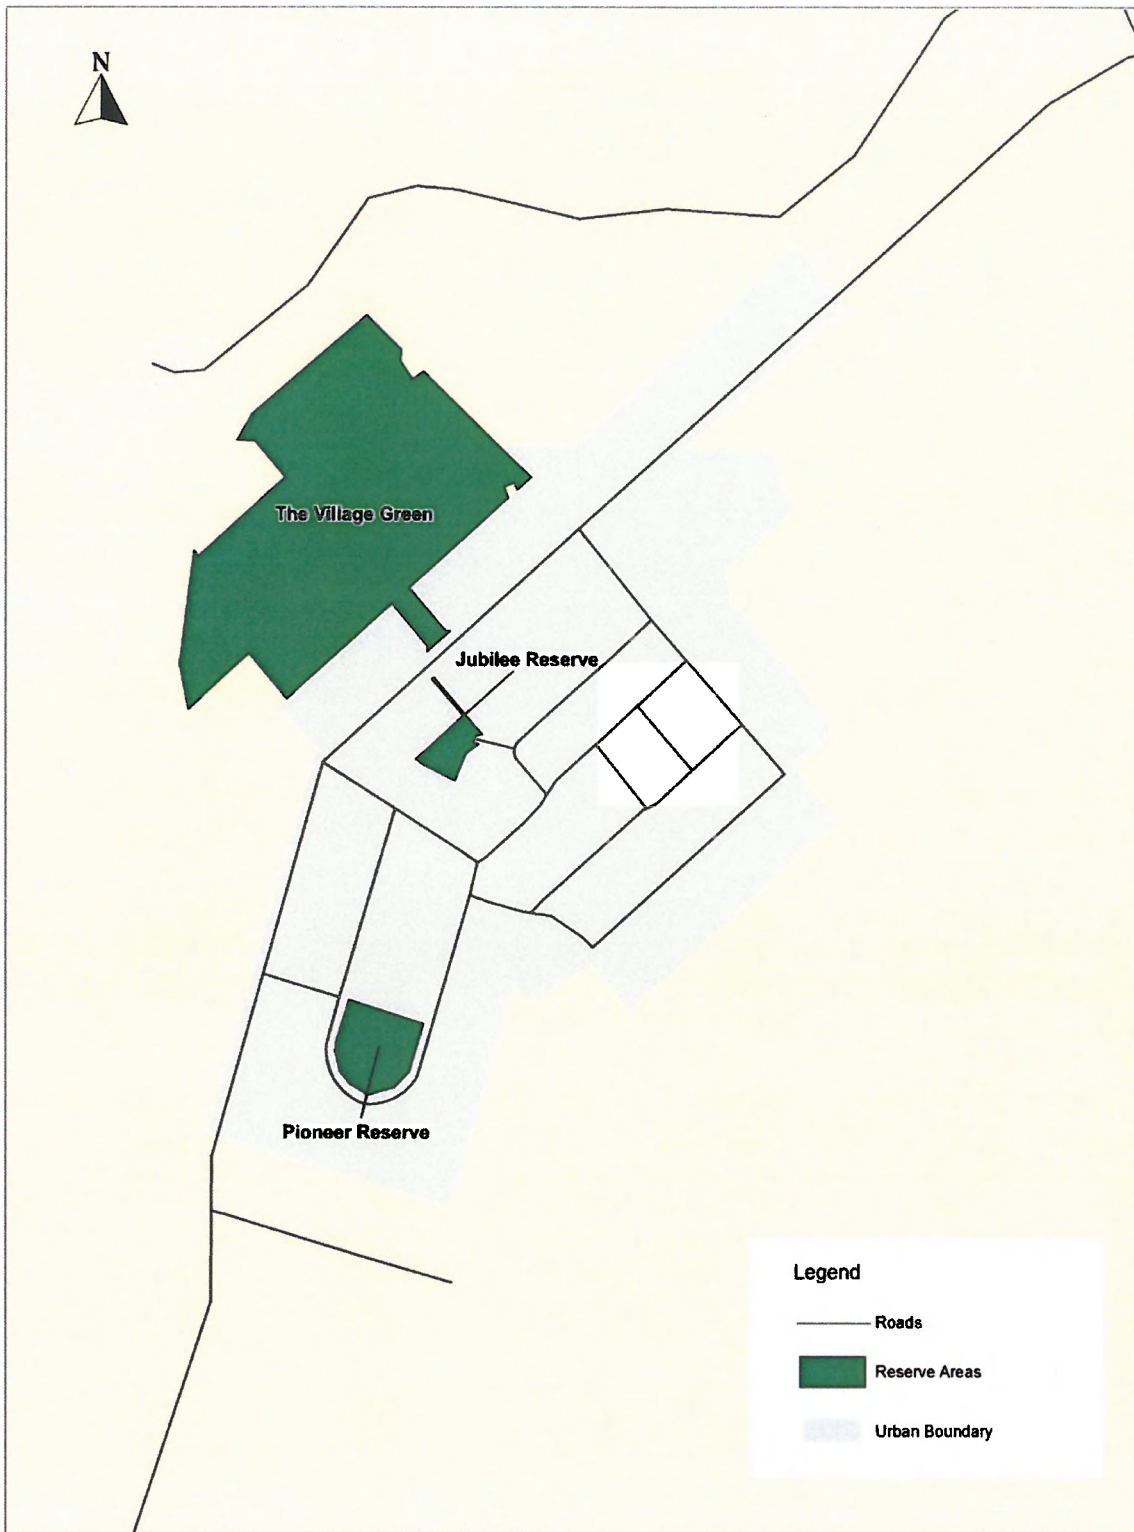 N
The Village Green
Jubilee Reserve
Pioneer Reserve
Legend
Roads
Reserve Areas
Urban Boundary